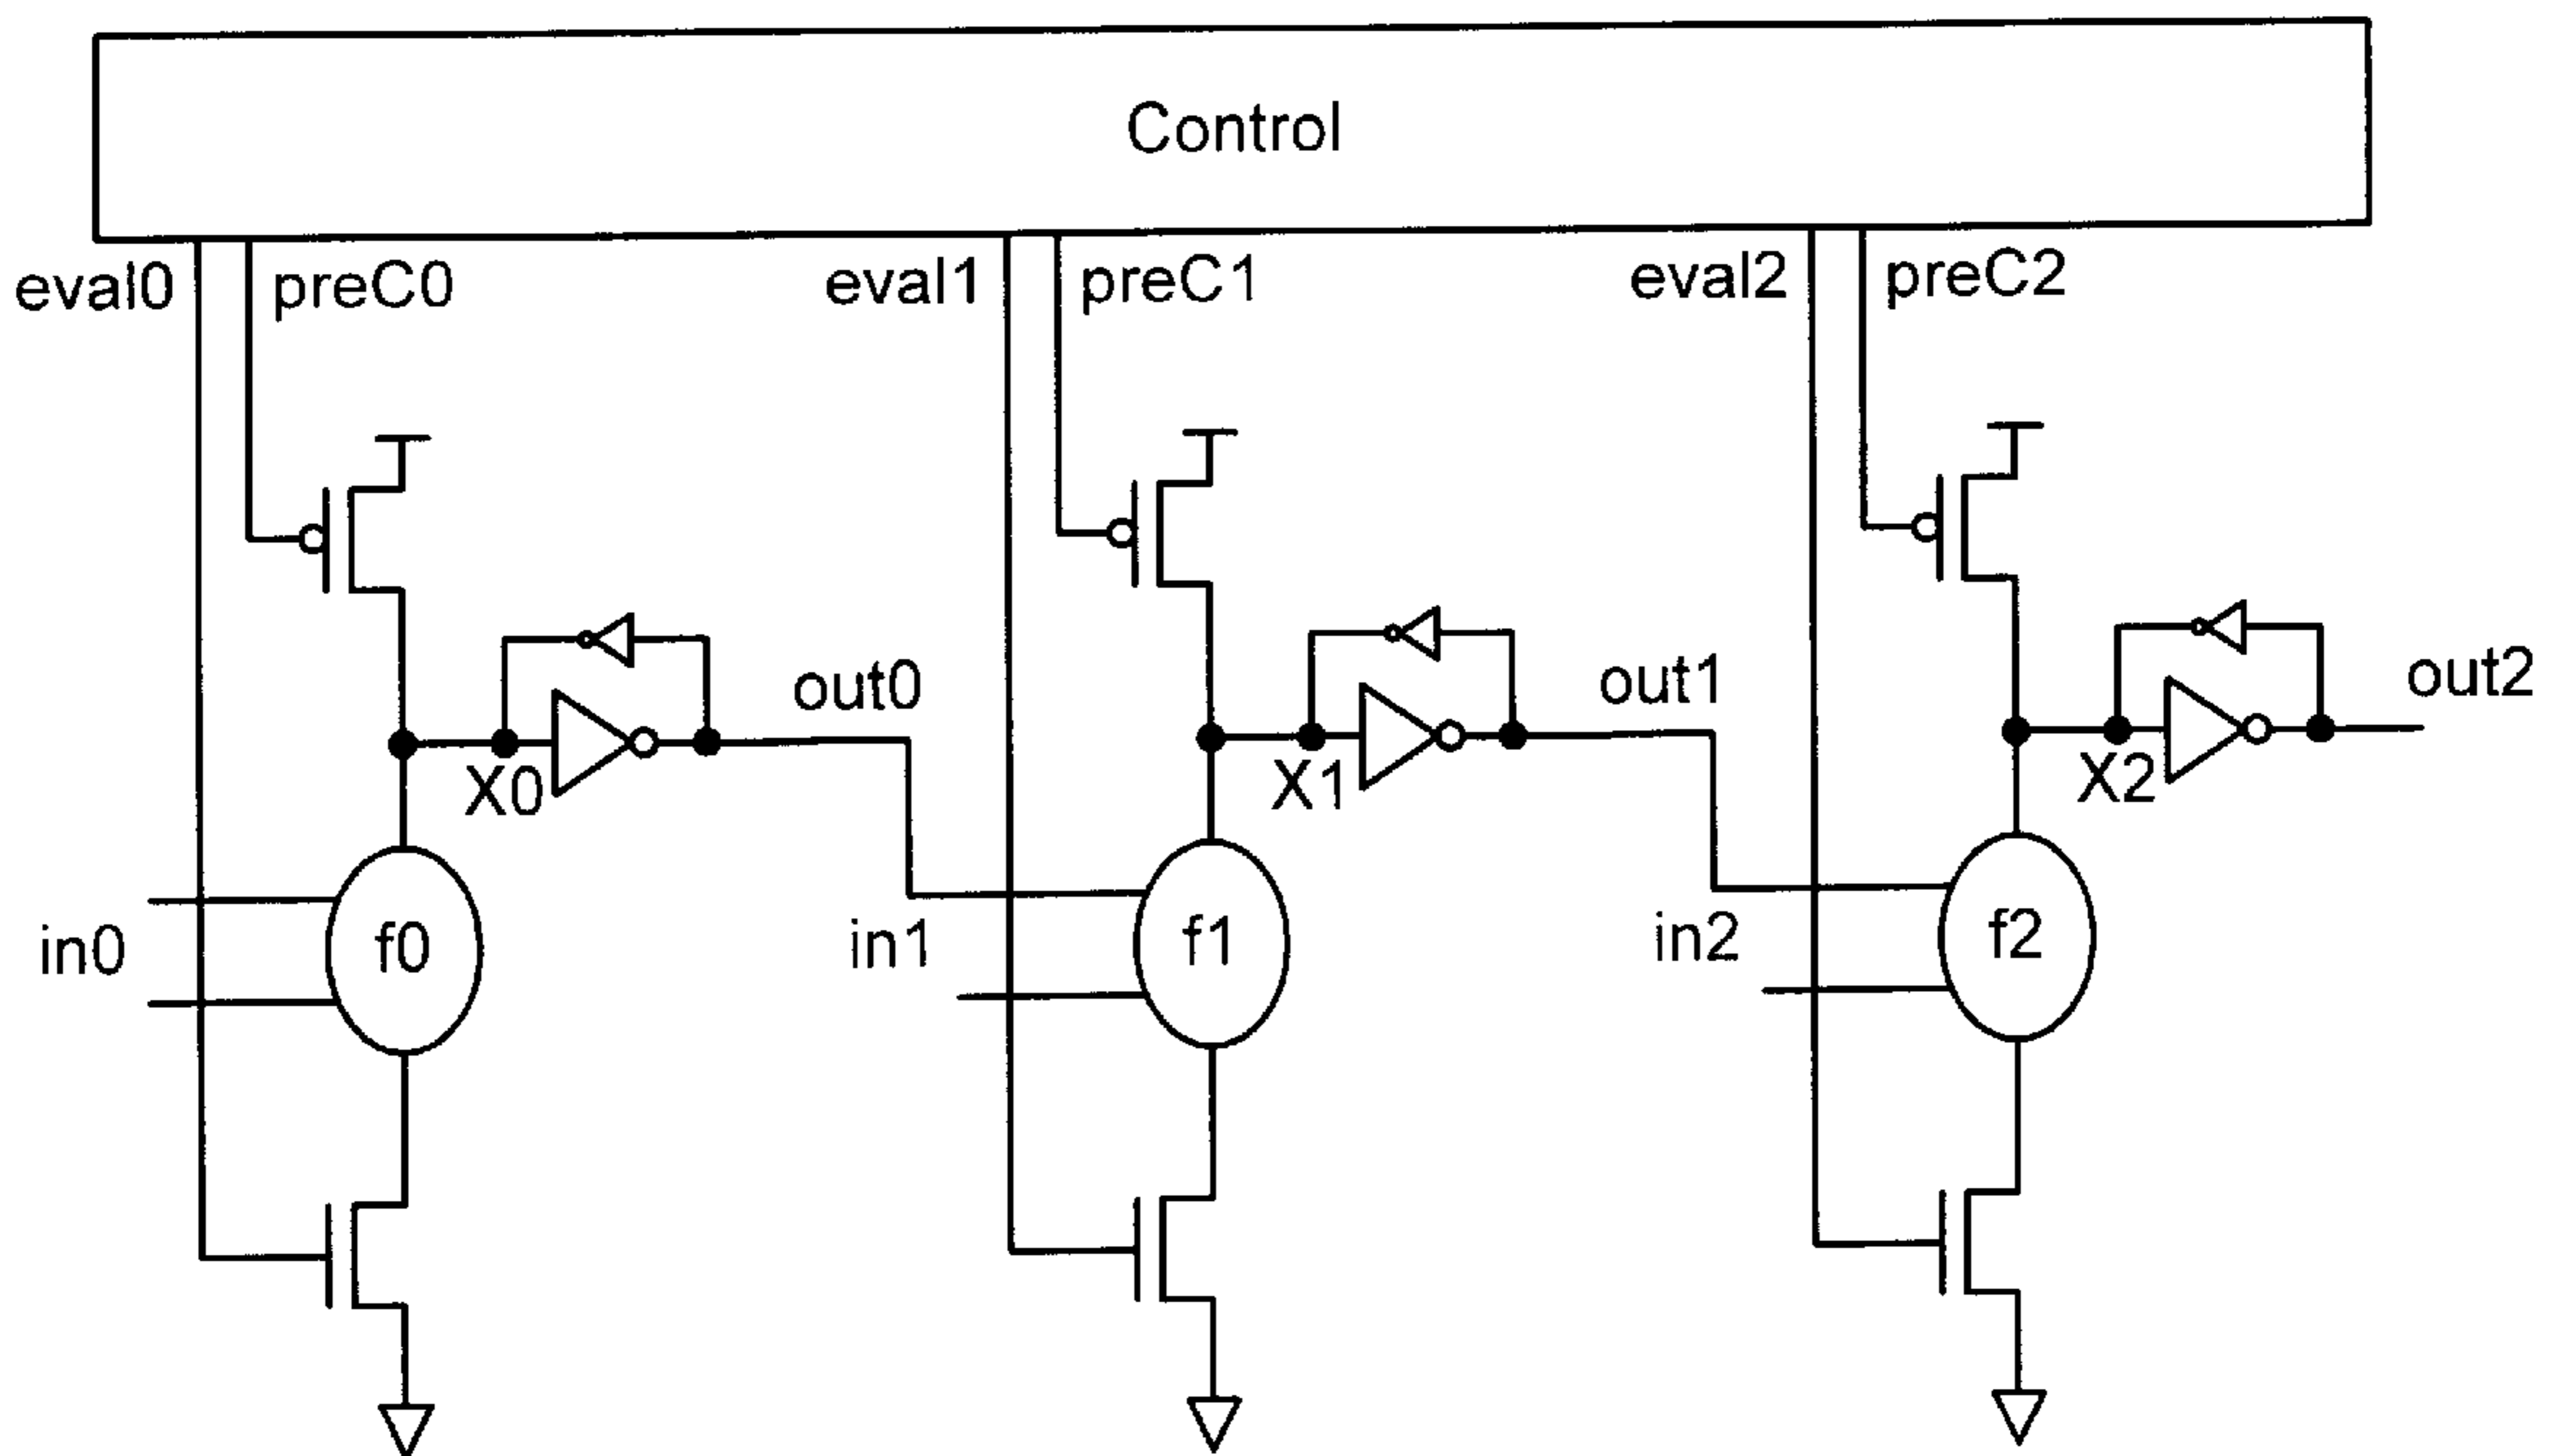 Control
eval0 preC0 eval1 preC1 eval2 preC2
out0 out1 out2
X0 X1 X2
in0 f0 in1 f1 in2 f2